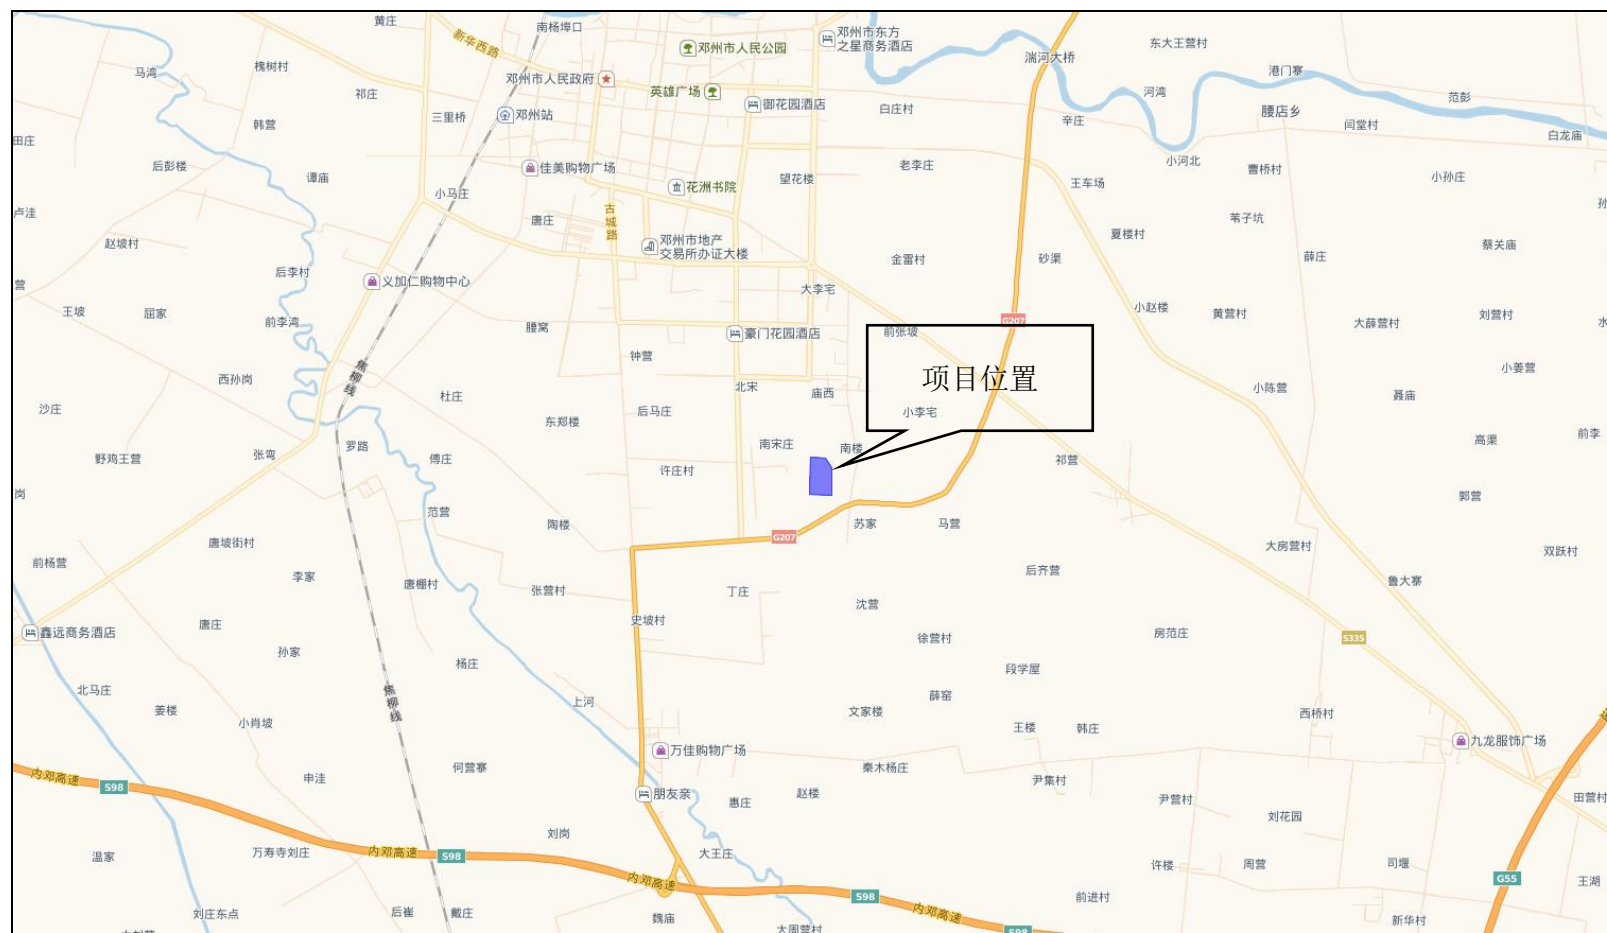 黄庄
南杨埠口
新华西路
邓州市人民公园
邓州市东方
之星商务酒店
湍河大桥
东大王营村
马湾
槐树村
祁庄
邓州市人民政府
英雄广场
御花园酒店
白庄村
河湾
港门寨
范彭
腰店乡
闾堂村
白龙庙
田庄
韩营
三里桥
邓州站
辛庄
后彭楼
谭庙
佳美购物广场
花洲书院
望花楼
老李庄
王车场
小河北
曹桥村
小孙庄
孙
卢洼
小马庄
唐庄
古城路
苇子坑
夏楼村
赵坡村
邓州市地产
交易所办证大楼
金雷村
砂渠
薛庄
蔡关庙
营
后李村
义加仁购物中心
大李宅
王坡
屈家
前李湾
腰窝
豪门花园酒店
前张坡
G207
小赵楼
黄营村
大薛营村
刘营村
水
焦柳线
钟营
西孙岗
杜庄
北宋
庙西
项目位置
小陈营
聂庙
小姜营
沙庄
东郑楼
后马庄
小李宅
野鸡王营
张弯
罗路
傅庄
南宋庄
南楼
许庄村
祁营
高渠
前李
岗
范营
陶楼
苏家
马营
郭营
前杨营
唐坡街村
G207
大房营村
双跃村
李家
唐棚村
张营村
丁庄
后齐营
鲁大寨
鑫远商务酒店
唐庄
史坡村
沈营
徐营村
房范庄
S335
孙家
杨庄
段学屋
北马庄
姜楼
小肖坡
焦柳线
上河
文家楼
薛窑
王楼
韩庄
西桥村
万佳购物广场
九龙服饰广场
内邓高速
S98
申洼
何营寨
秦木杨庄
尹集村
朋友亲
惠庄
赵楼
尹营村
刘花园
田营村
刘岗
温家
万寿寺刘庄
内邓高速
S98
大王庄
许楼
周营
司堰
内邓高速
S98
G55
王湖
前进村
刘庄东点
后崔
戴庄
魏庙
内邓高速
新华村
大周营村
S98